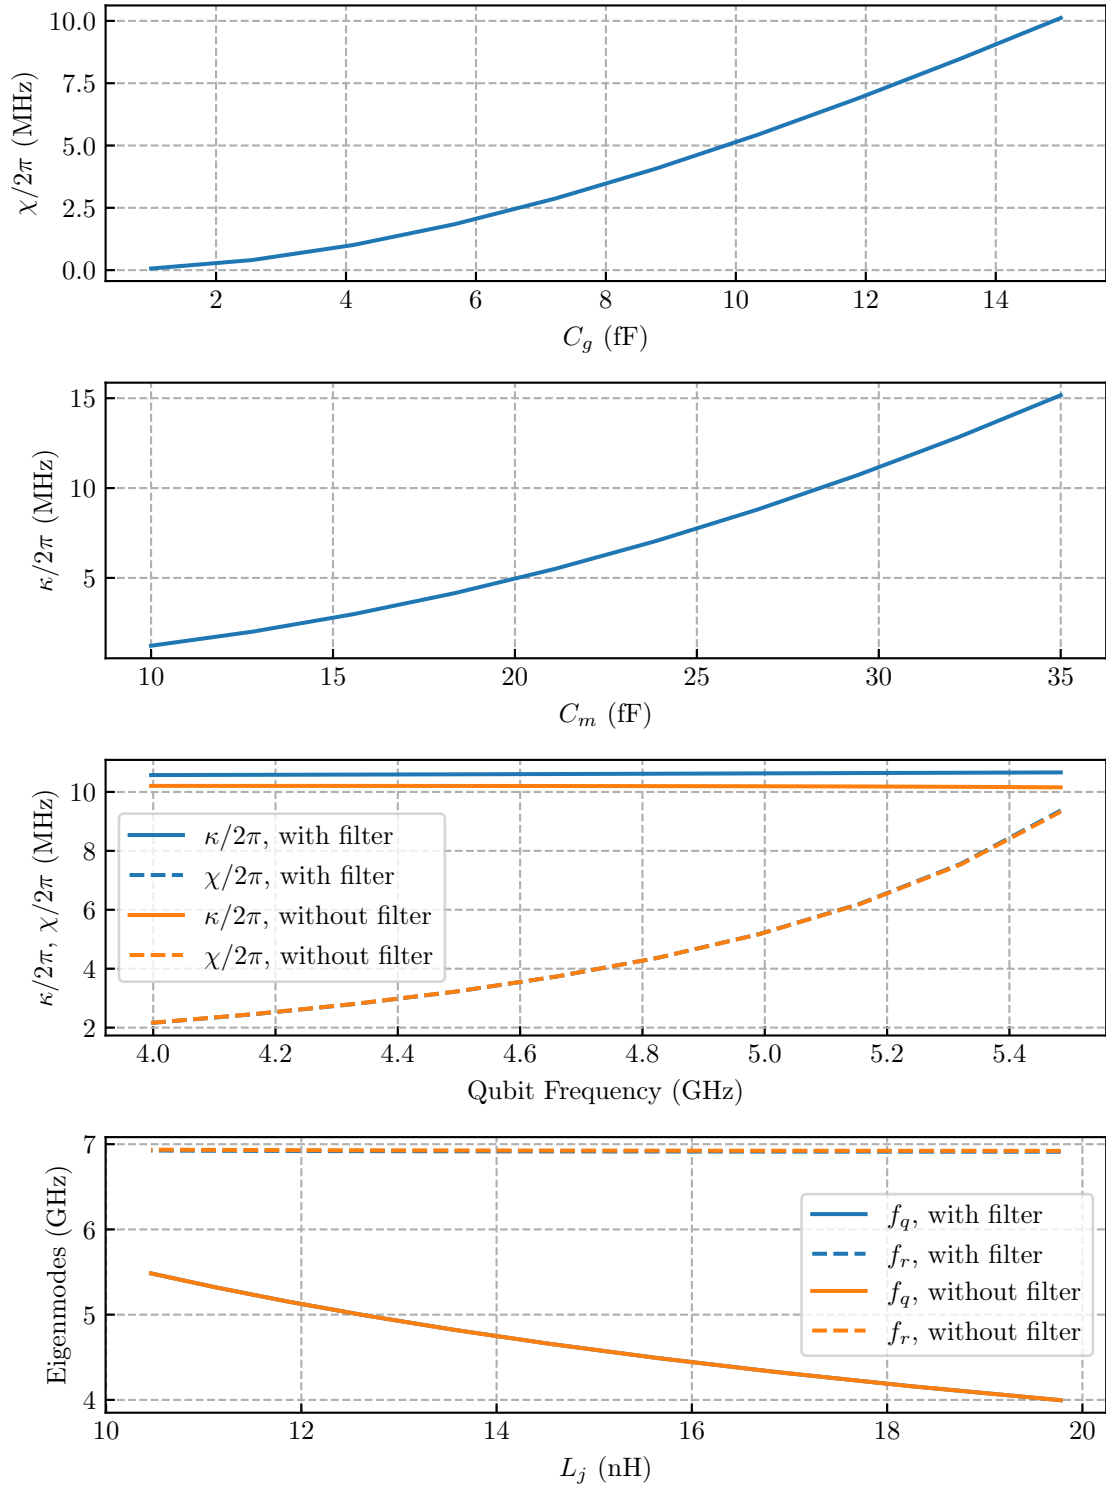 10.0
7.5
5.0
2.5
0.0
χ/2π (MHz)
2 4 6 8 10 12 14
C_g (fF)
15
10
5
κ/2π (MHz)
10 15 20 25 30 35
C_m (fF)
10
8
6
4
2
κ/2π, χ/2π (MHz)
κ/2π, with filter
χ/2π, with filter
κ/2π, without filter
χ/2π, without filter
4.0 4.2 4.4 4.6 4.8 5.0 5.2 5.4
Qubit Frequency (GHz)
7
6
5
4
Eigenmodes (GHz)
f_q, with filter
f_r, with filter
f_q, without filter
f_r, without filter
10 12 14 16 18 20
L_j (nH)